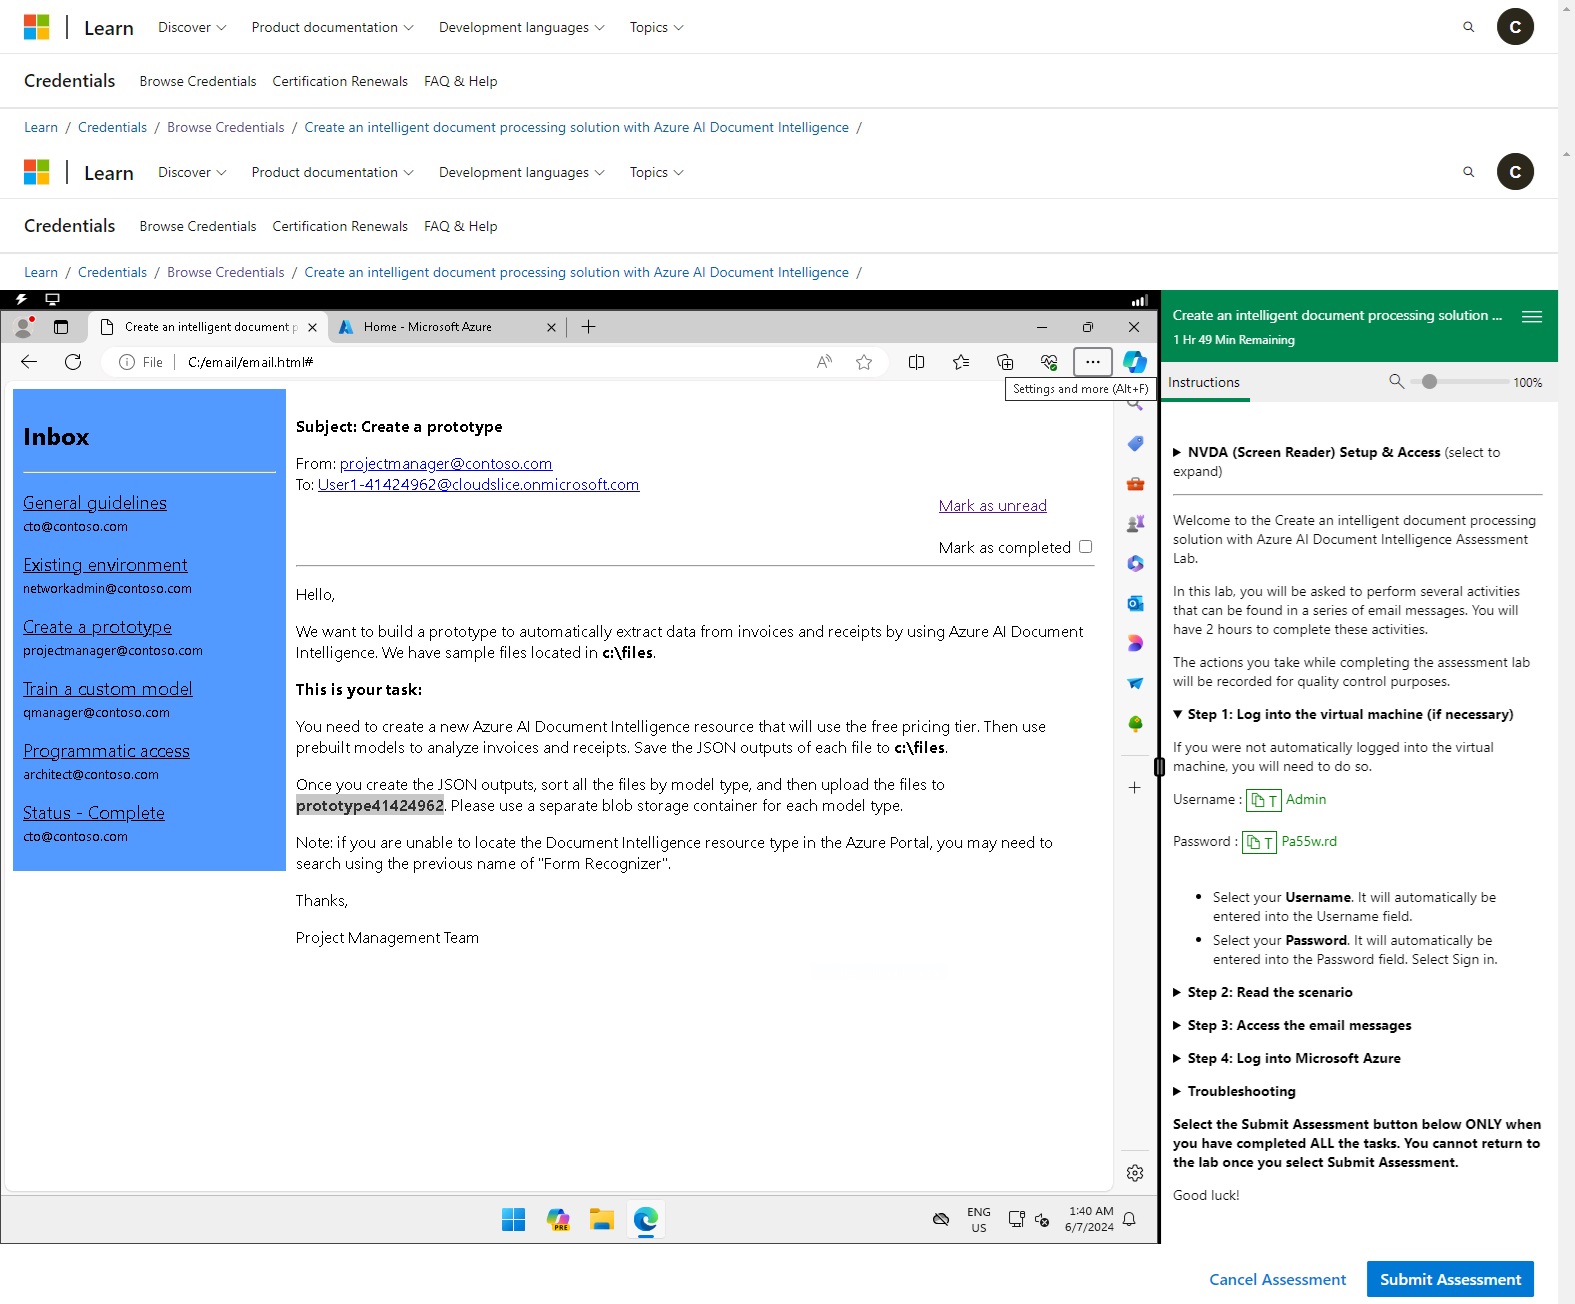 Learn Discover Product documentation Development languages Topics C
Credentials Browse Credentials Certification Renewals FAQ & Help
Learn / Credentials / Browse Credentials / Create an intelligent document processing solution with Azure AI Document Intelligence /
Learn Discover Product documentation Development languages Topics C
Credentials Browse Credentials Certification Renewals FAQ & Help
Learn / Credentials / Browse Credentials / Create an intelligent document processing solution with Azure AI Document Intelligence /
Create an intelligent document p Home - Microsoft Azure
File C:/email/email.html#
Settings and more (Alt+F)
Inbox
General guidelines
cto@contoso.com
Existing environment
networkadmin@contoso.com
Create a prototype
projectmanager@contoso.com
Train a custom model
qmanager@contoso.com
Programmatic access
architect@contoso.com
Status - Complete
cto@contoso.com
Subject: Create a prototype
From: projectmanager@contoso.com
To: User1-41424962@cloudslice.onmicrosoft.com
Mark as unread
Mark as completed
Hello,
We want to build a prototype to automatically extract data from invoices and receipts by using Azure AI Document
Intelligence. We have sample files located in c:\files.
This is your task:
You need to create a new Azure AI Document Intelligence resource that will use the free pricing tier. Then use
prebuilt models to analyze invoices and receipts. Save the JSON outputs of each file to c:\files.
Once you create the JSON outputs, sort all the files by model type, and then upload the files to
prototype41424962. Please use a separate blob storage container for each model type.
Note: if you are unable to locate the Document Intelligence resource type in the Azure Portal, you may need to
search using the previous name of "Form Recognizer".
Thanks,
Project Management Team
PRE
ENG
US
1:40 AM
6/7/2024
Create an intelligent document processing solution ...
1 Hr 49 Min Remaining
Instructions 100%
NVDA (Screen Reader) Setup & Access (select to
expand)
Welcome to the Create an intelligent document processing
solution with Azure AI Document Intelligence Assessment
Lab.
In this lab, you will be asked to perform several activities
that can be found in a series of email messages. You will
have 2 hours to complete these activities.
The actions you take while completing the assessment lab
will be recorded for quality control purposes.
Step 1: Log into the virtual machine (if necessary)
If you were not automatically logged into the virtual
machine, you will need to do so.
Username : T Admin
Password : T Pa55w.rd
• Select your Username. It will automatically be
entered into the Username field.
• Select your Password. It will automatically be
entered into the Password field. Select Sign in.
Step 2: Read the scenario
Step 3: Access the email messages
Step 4: Log into Microsoft Azure
Troubleshooting
Select the Submit Assessment button below ONLY when
you have completed ALL the tasks. You cannot return to
the lab once you select Submit Assessment.
Good luck!
Cancel Assessment Submit Assessment